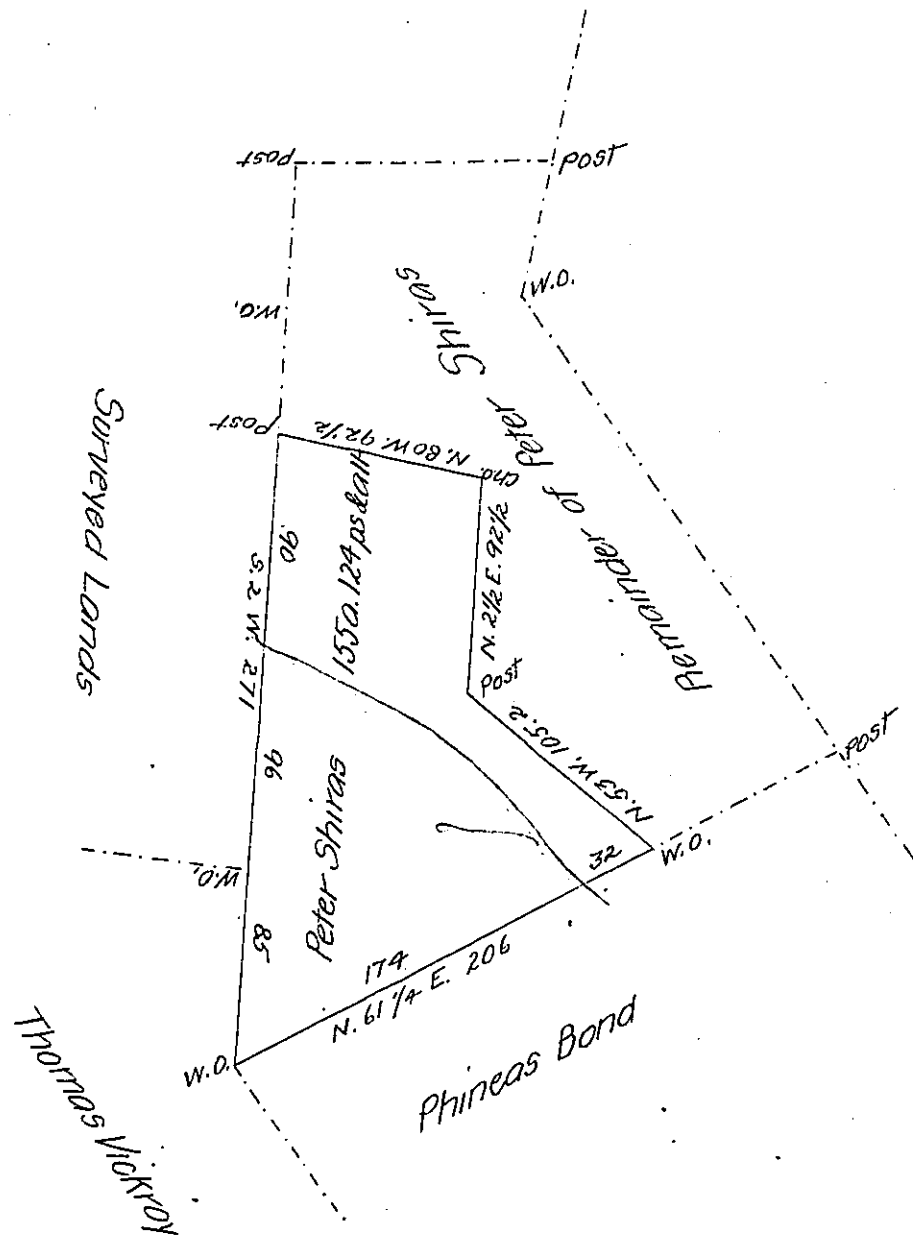 Post
Post
W.O.
W.O.
Remainder of Peter Shiras
Post
N. 80 W. 92 1/2
Cho.
N. 2 1/2 E. 92 1/2
155a. 124 ps & allt
90
S. 2 W. 271
Surveyed Lands
Post
N. 53 W. 105.2
Post
96
Peter Shiras
32
W.O.
W.O.
85
174
N. 61 1/4 E. 206
W.O.
Phineas Bond
Thomas Vickroy